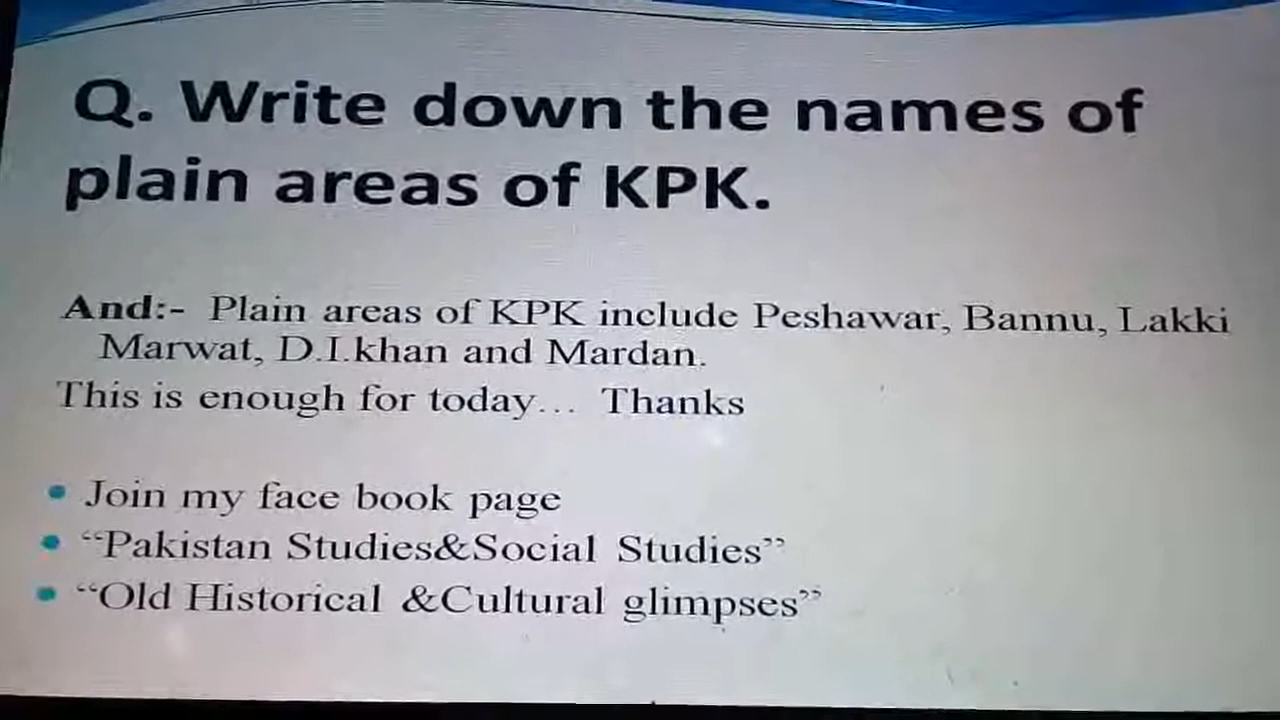 Q. Write down the names of
plain areas of KPK.
And:- Plain areas of KPK include Peshawar, Bannu, Lakki
Marwat, D.I.khan and Mardan.
This is enough for today... Thanks
• Join my face book page
• “Pakistan Studies&Social Studies”
• “Old Historical &Cultural glimpses”